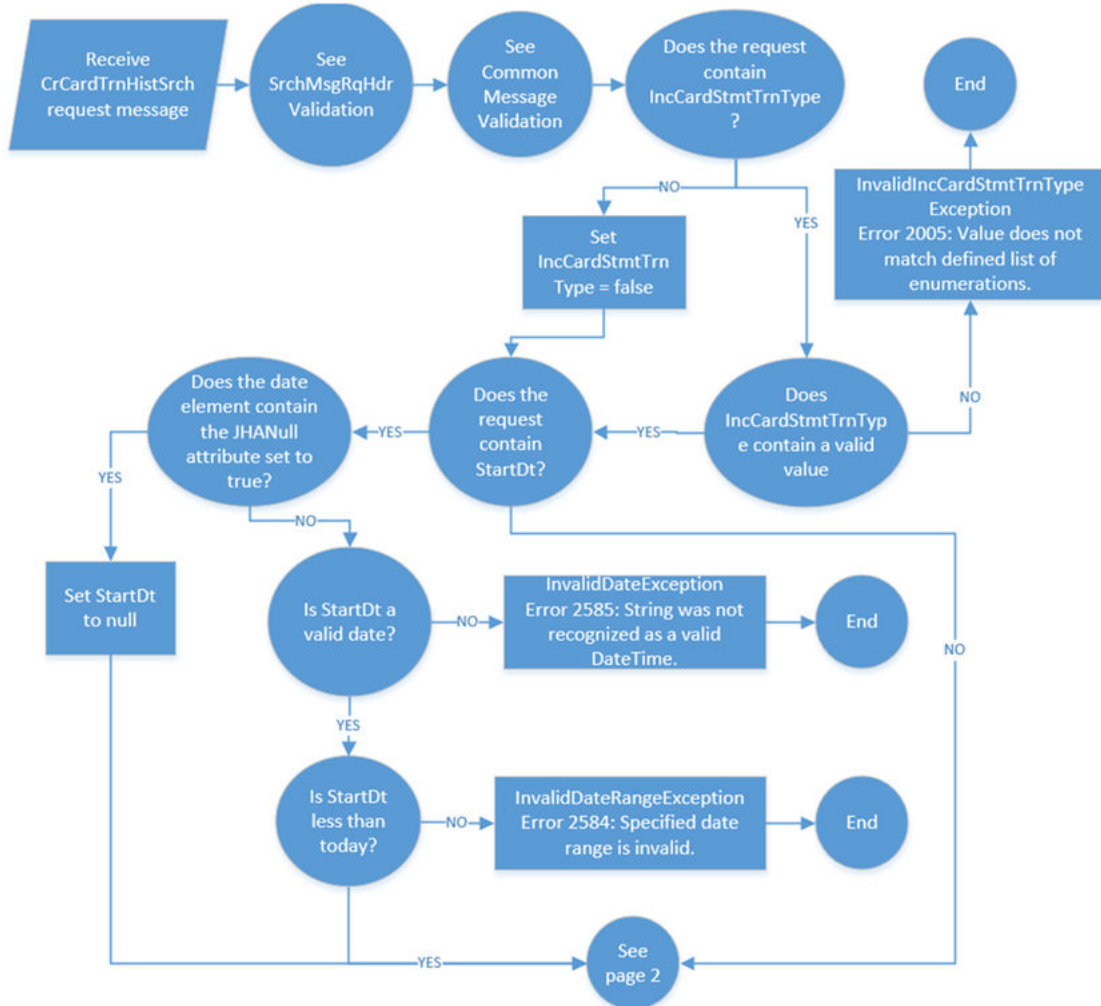 Receive
CrCardTrnHistSrch
request message
See
SrchMsgRqHdr
Validation
See
Common
Message
Validation
Does the request
contain
IncCardStmtTrnType
?
End
NO
YES
InvalidIncCardStmtTrnType
Exception
Error 2005: Value does not
match defined list of
enumerations.
Set
IncCardStmtTrn
Type = false
NO
Does the date
element contain
the JHANull
attribute set to
true?
YES
Does the
request
contain
StartDt?
YES
Does
IncCardStmtTrnTyp
e contain a valid
value
YES
NO
Set StartDt
to null
Is StartDt a
valid date?
NO
InvalidDateException
Error 2585: String was not
recognized as a valid
DateTime.
End
NO
YES
Is StartDt
less than
today?
NO
InvalidDateRangeException
Error 2584: Specified date
range is invalid.
End
YES
See
page 2